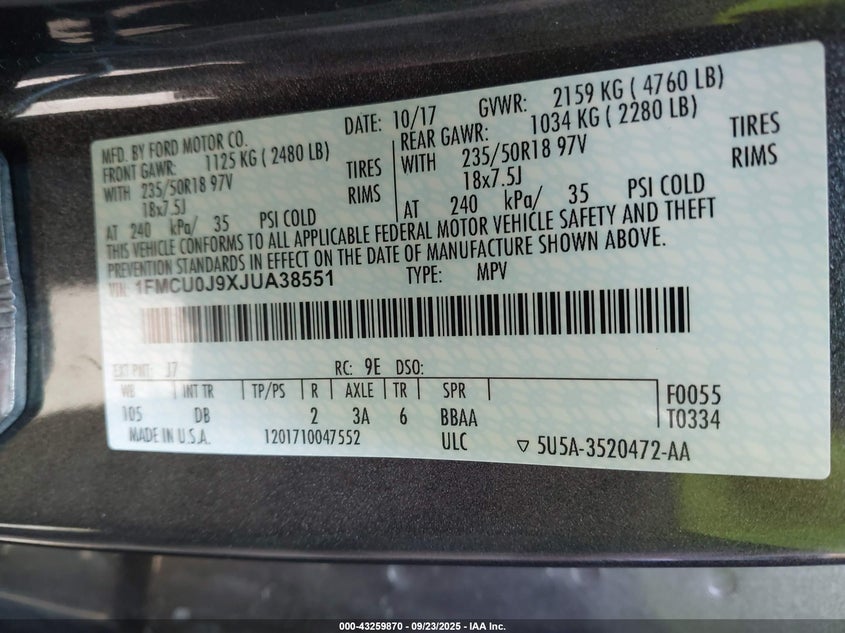 MFD. BY FORD MOTOR CO.
DATE: 10/17
GVWR: 2159 KG ( 4760 LB)
FRONT GAWR: 1125 KG ( 2480 LB)
REAR GAWR: 1034 KG ( 2280 LB)
WITH 235/50R18 97V TIRES
WITH 235/50R18 97V TIRES
18x7.5J RIMS
18x7.5J RIMS
AT 240 kPa/ 35 PSI COLD
AT 240 kPa/ 35 PSI COLD
THIS VEHICLE CONFORMS TO ALL APPLICABLE FEDERAL MOTOR VEHICLE SAFETY AND THEFT
PREVENTION STANDARDS IN EFFECT ON THE DATE OF MANUFACTURE SHOWN ABOVE.
VIN: 1FMCU0J9XJUA38551
TYPE: MPV
EXT PNT: J7 RC: 9E DSO:
WB INT TR TP/PS R AXLE TR SPR
105 DB 2 3A 6 BBAA
F0055
T0334
MADE IN U.S.A. 1201710047552 ULC ▽ 5U5A-3520472-AA
000-43259870 - 09/23/2025 - IAA Inc.